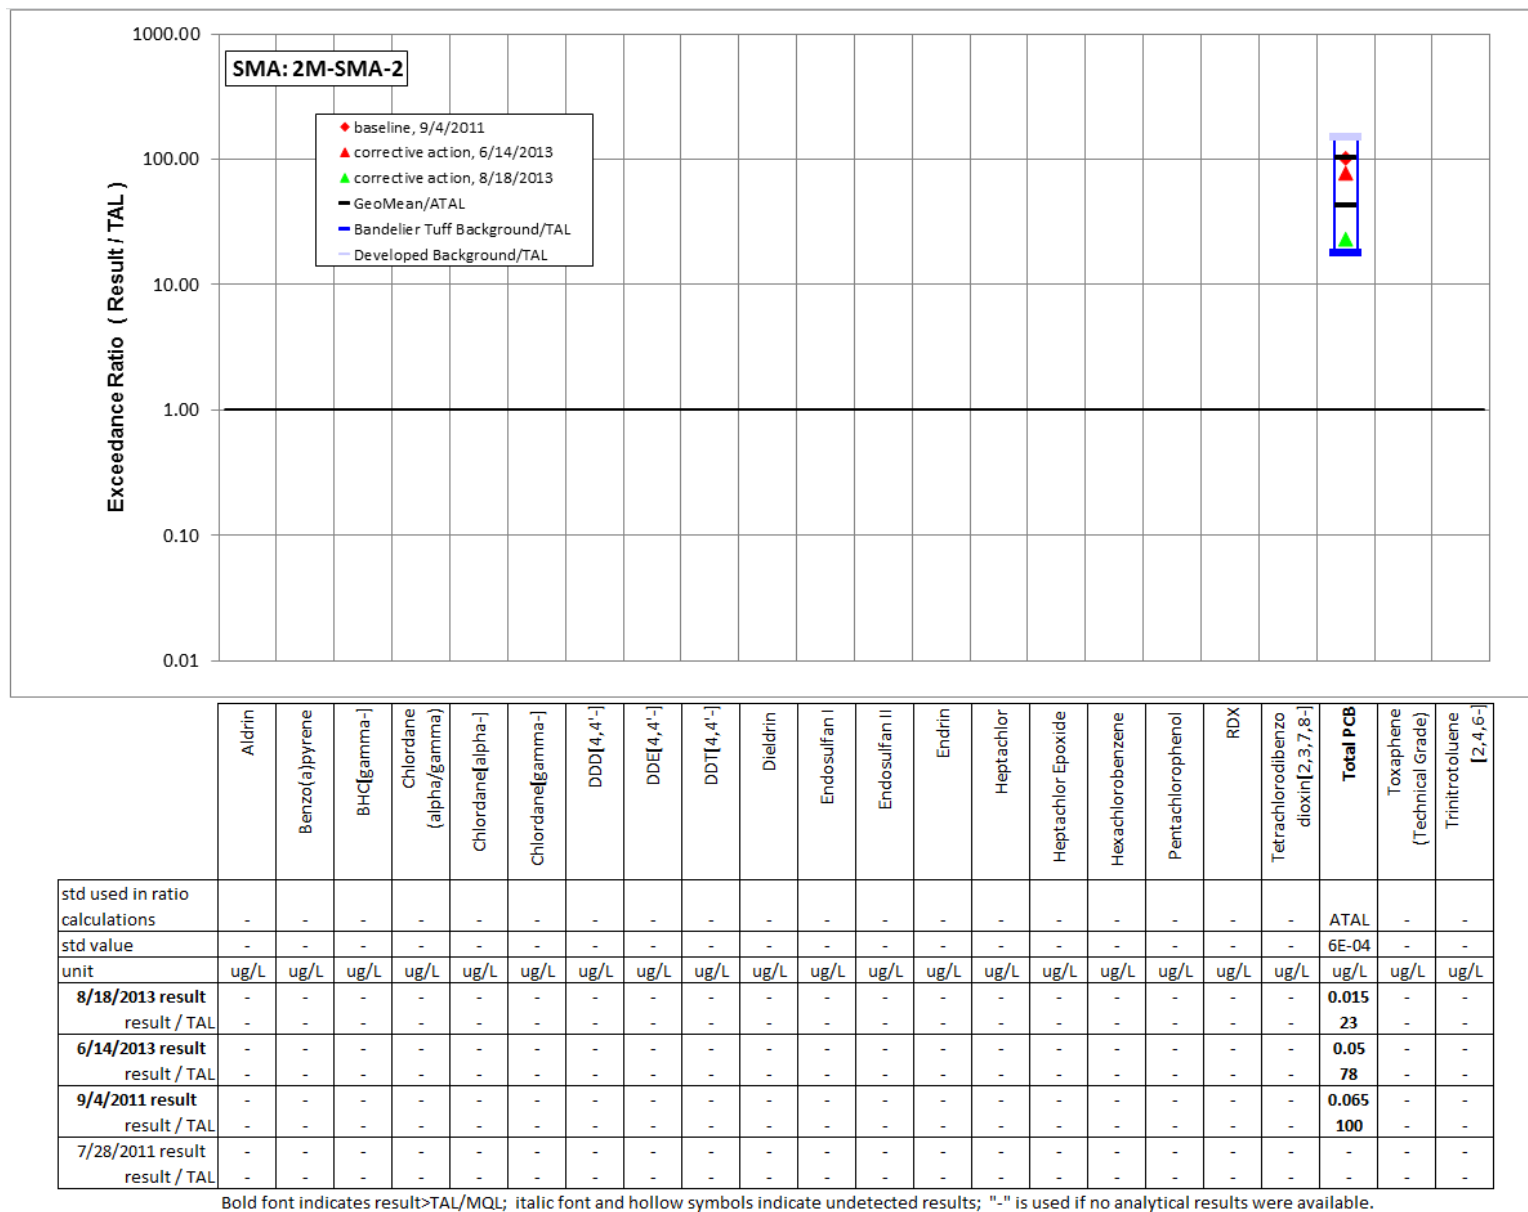 1000.00
SMA: 2M-SMA-2
baseline, 9/4/2011
corrective action, 6/14/2013
100.00
corrective action, 8/18/2013
GeoMean/ATAL
Bandelier Tuff Background/TAL
Developed Background/TAL
10.00
Exceedance Ratio ( Result / TAL )
1.00
0.10
0.01
Aldrin
Benzo(a)pyrene
BHC[gamma-]
Chlordane
(alpha/gamma)
Chlordane[alpha-]
Chlordane[gamma-]
DDD[4,4'-]
DDE[4,4'-]
DDT[4,4'-]
Dieldrin
Endosulfan I
Endosulfan II
Endrin
Heptachlor
Heptachlor Epoxide
Hexachlorobenzene
Pentachlorophenol
RDX
Tetrachlorodibenzo
dioxin[2,3,7,8-]
Total PCB
Toxaphene
(Technical Grade)
Trinitrotoluene
[2,4,6-]
std used in ratio
calculations - - - - - - - - - - - - - - - - - - - ATAL - -
std value - - - - - - - - - - - - - - - - - - - 6E-04 - -
unit ug/L ug/L ug/L ug/L ug/L ug/L ug/L ug/L ug/L ug/L ug/L ug/L ug/L ug/L ug/L ug/L ug/L ug/L ug/L ug/L ug/L ug/L
8/18/2013 result - - - - - - - - - - - - - - - - - - - 0.015 - -
result / TAL - - - - - - - - - - - - - - - - - - - 23 - -
6/14/2013 result - - - - - - - - - - - - - - - - - - - 0.05 - -
result / TAL - - - - - - - - - - - - - - - - - - - 78 - -
9/4/2011 result - - - - - - - - - - - - - - - - - - - 0.065 - -
result / TAL - - - - - - - - - - - - - - - - - - - 100 - -
7/28/2011 result - - - - - - - - - - - - - - - - - - - - - -
result / TAL - - - - - - - - - - - - - - - - - - - - - -
Bold font indicates result>TAL/MQL; italic font and hollow symbols indicate undetected results; "-" is used if no analytical results were available.